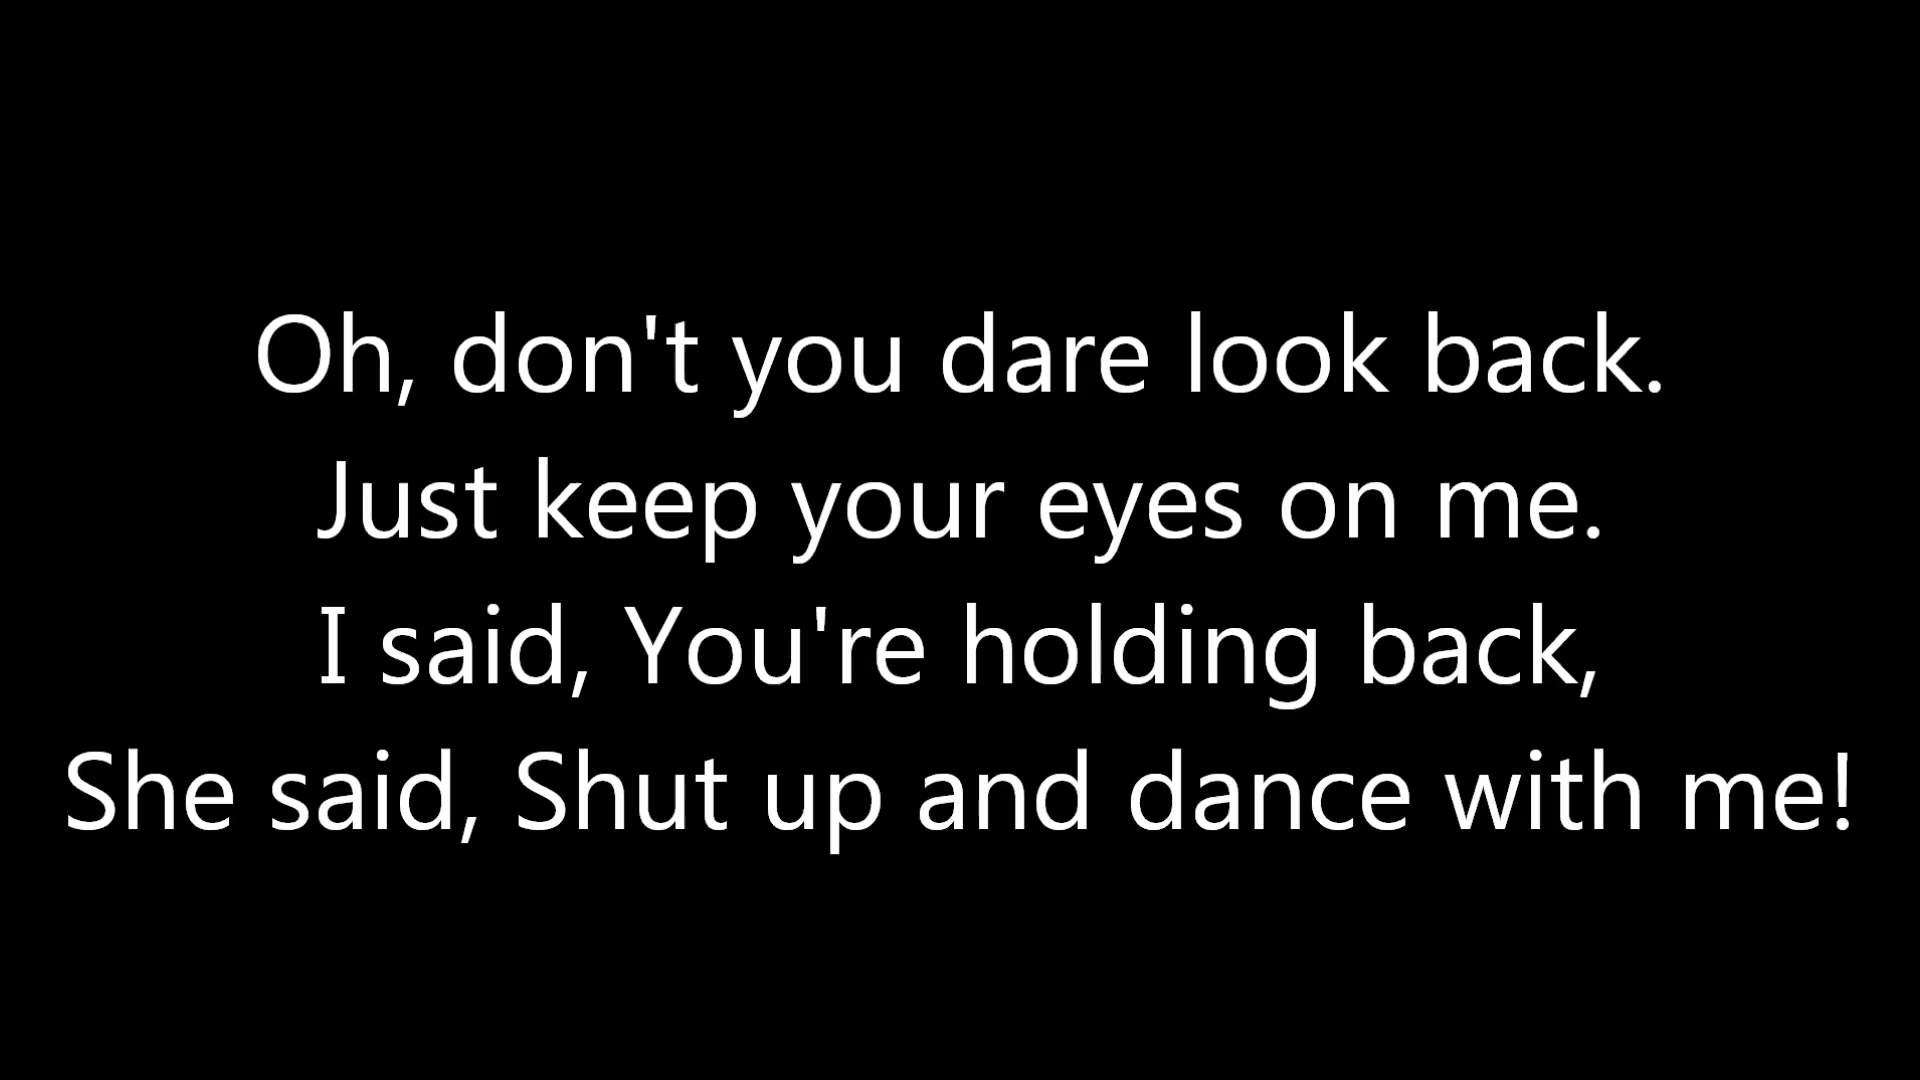 Oh, don't you dare look back.
Just keep your eyes on me.
I said, You're holding back,
She said, Shut up and dance with me!